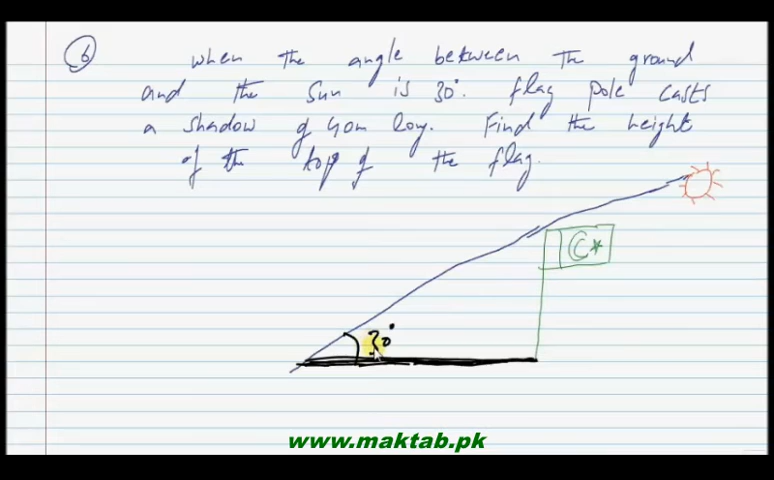 6
when the angle between the ground
and the sun is 30°. flag pole casts
a shadow of 40m long. Find the height
of the top of the flag.
30°
www.maktab.pk